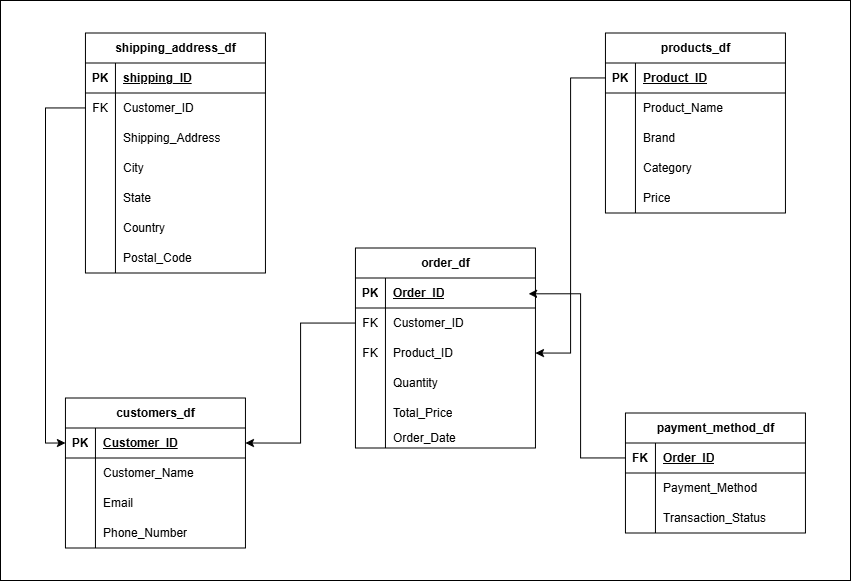 shipping_address_df
PK shipping_ID
FK Customer_ID
Shipping_Address
City
State
Country
Postal_Code
products_df
PK Product_ID
Product_Name
Brand
Category
Price
order_df
PK Order_ID
FK Customer_ID
FK Product_ID
Quantity
Total_Price
Order_Date
customers_df
PK Customer_ID
Customer_Name
Email
Phone_Number
payment_method_df
FK Order_ID
Payment_Method
Transaction_Status